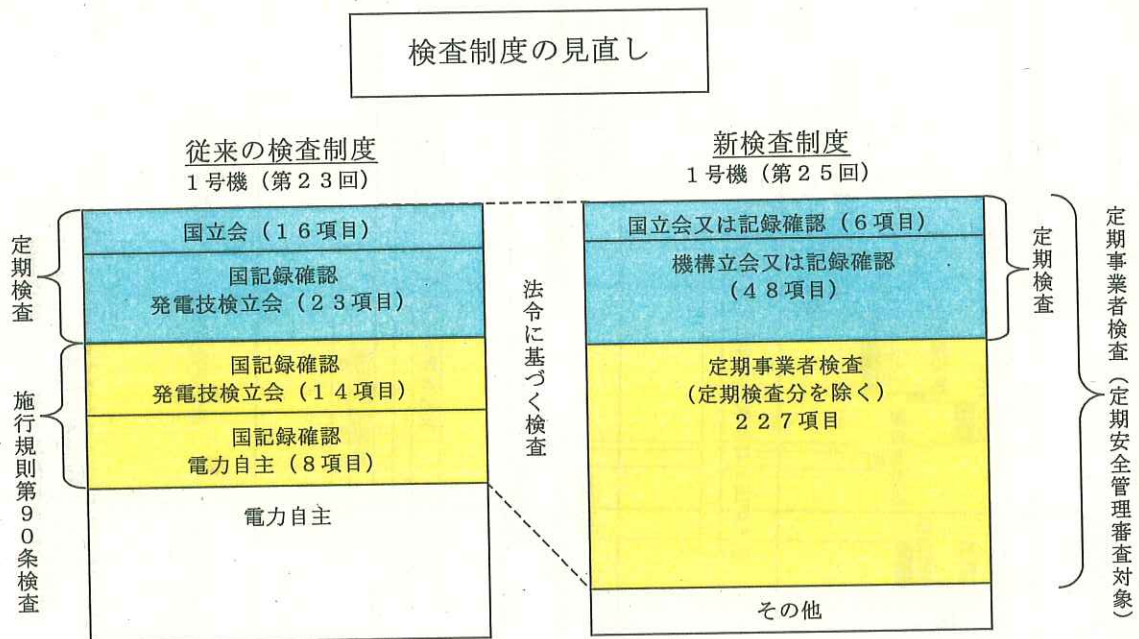 検査制度の見直し
従来の検査制度
1号機（第23回）
定期検査
国立会（16項目）
国記録確認
発電技検立会（23項目）
施行規則第90条検査
国記録確認
発電技検立会（14項目）
国記録確認
電力自主（8項目）
電力自主
法令に基づく検査
新検査制度
1号機（第25回）
国立会又は記録確認（6項目）
機構立会又は記録確認
（48項目）
定期検査
定期事業者検査
（定期検査分を除く）
227項目
その他
定期事業者検査（定期安全管理審査対象）